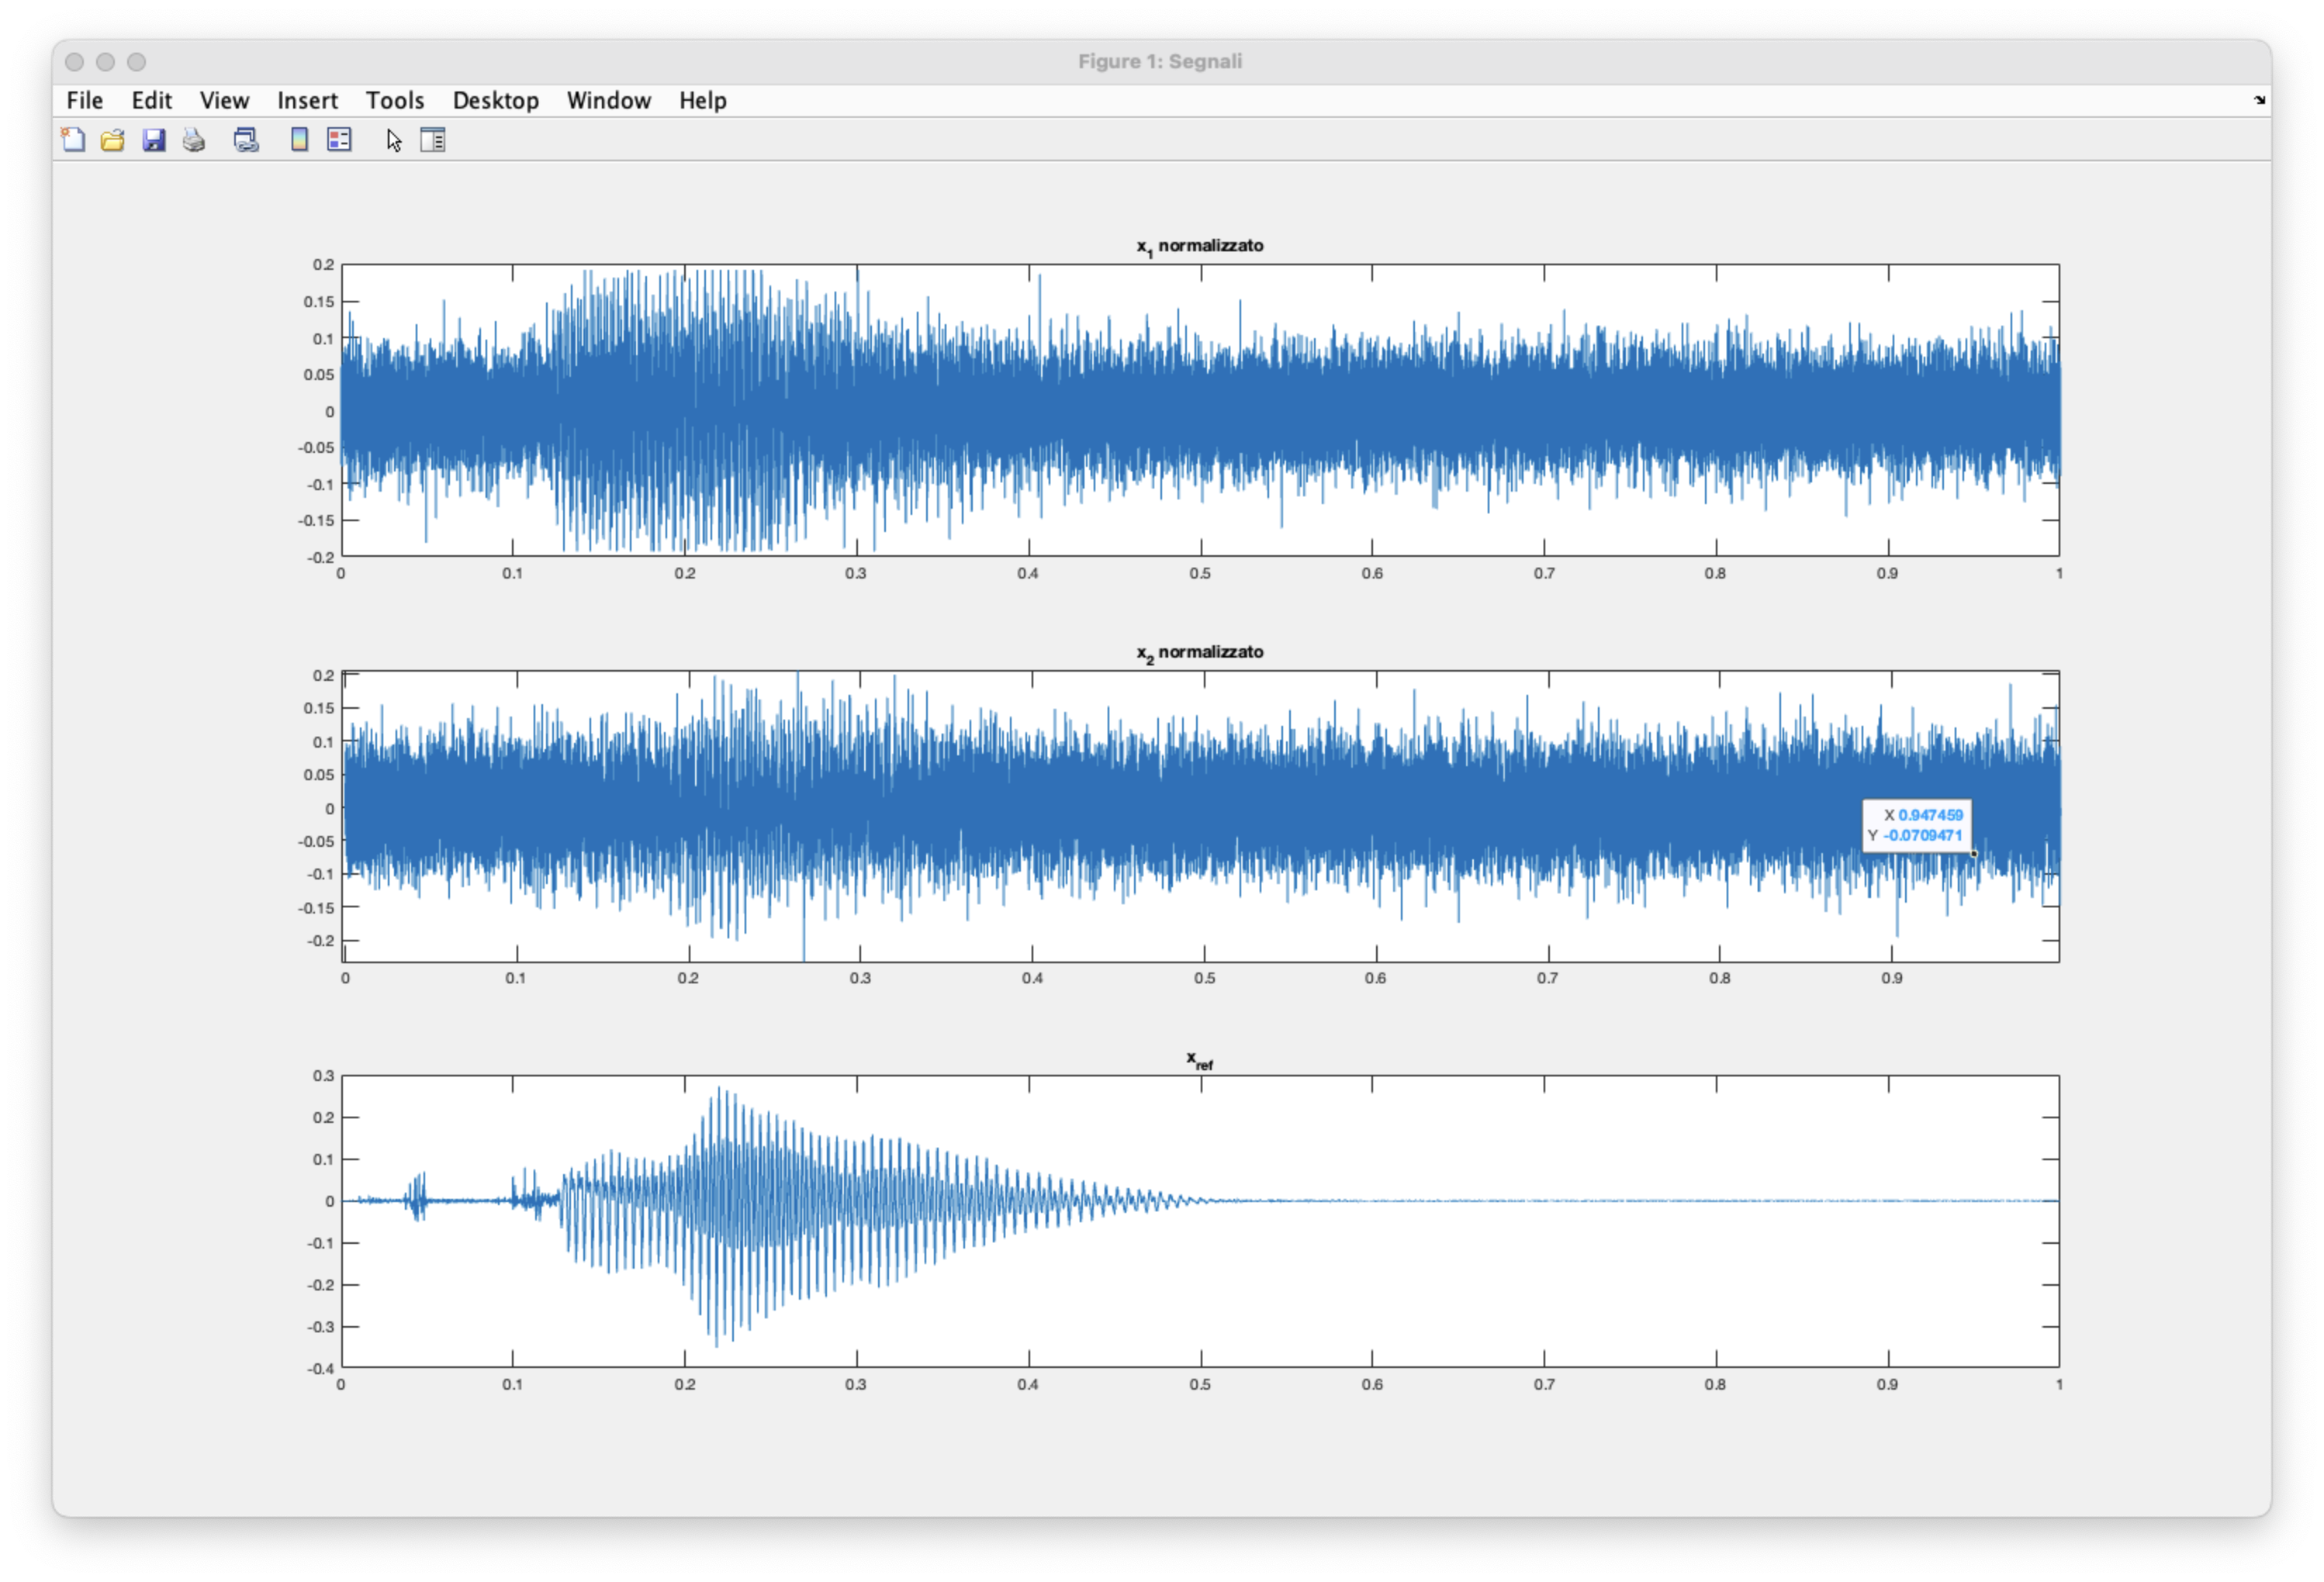 Figure 1: Segnali
File Edit View Insert Tools Desktop Window Help
x1 normalizzato
0.2
0.15
0.1
0.05
0
-0.05
-0.1
-0.15
-0.2
0 0.1 0.2 0.3 0.4 0.5 0.6 0.7 0.8 0.9 1
x2 normalizzato
0.2
0.15
0.1
0.05
0
-0.05
-0.1
-0.15
-0.2
X 0.947459
Y -0.0709471
0 0.1 0.2 0.3 0.4 0.5 0.6 0.7 0.8 0.9
xref
0.3
0.2
0.1
0
-0.1
-0.2
-0.3
-0.4
0 0.1 0.2 0.3 0.4 0.5 0.6 0.7 0.8 0.9 1